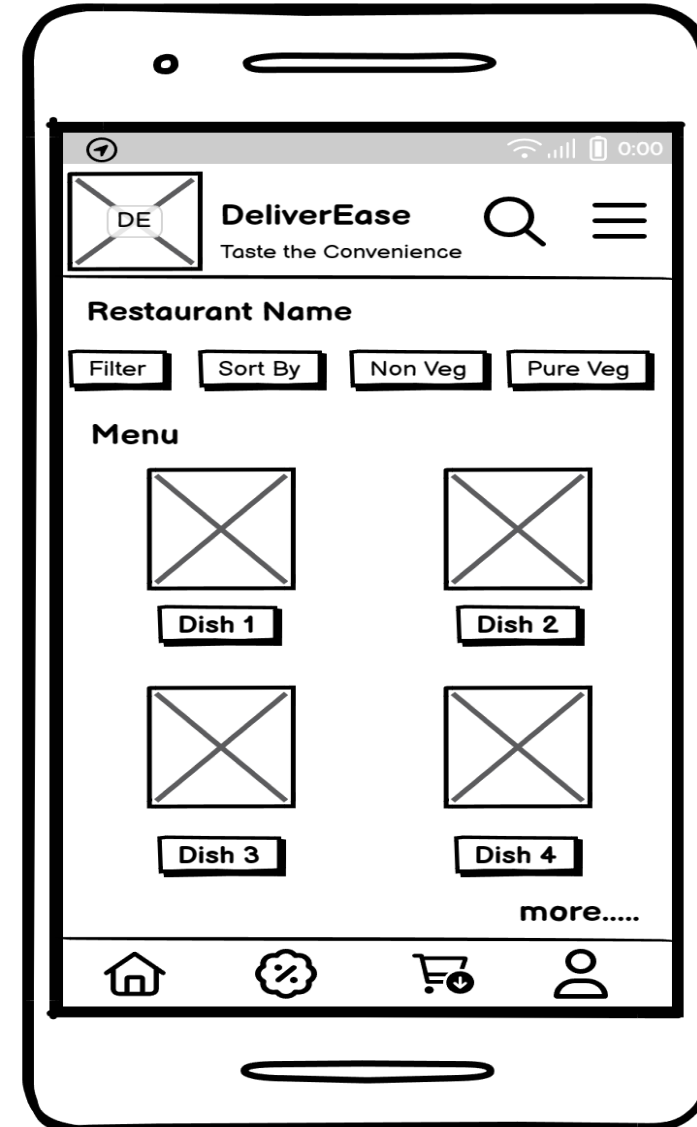 0:00
DE
DeliverEase
Taste the Convenience
Restaurant Name
Filter Sort By Non Veg Pure Veg
Menu
Dish 1 Dish 2
Dish 3 Dish 4
more.....
%